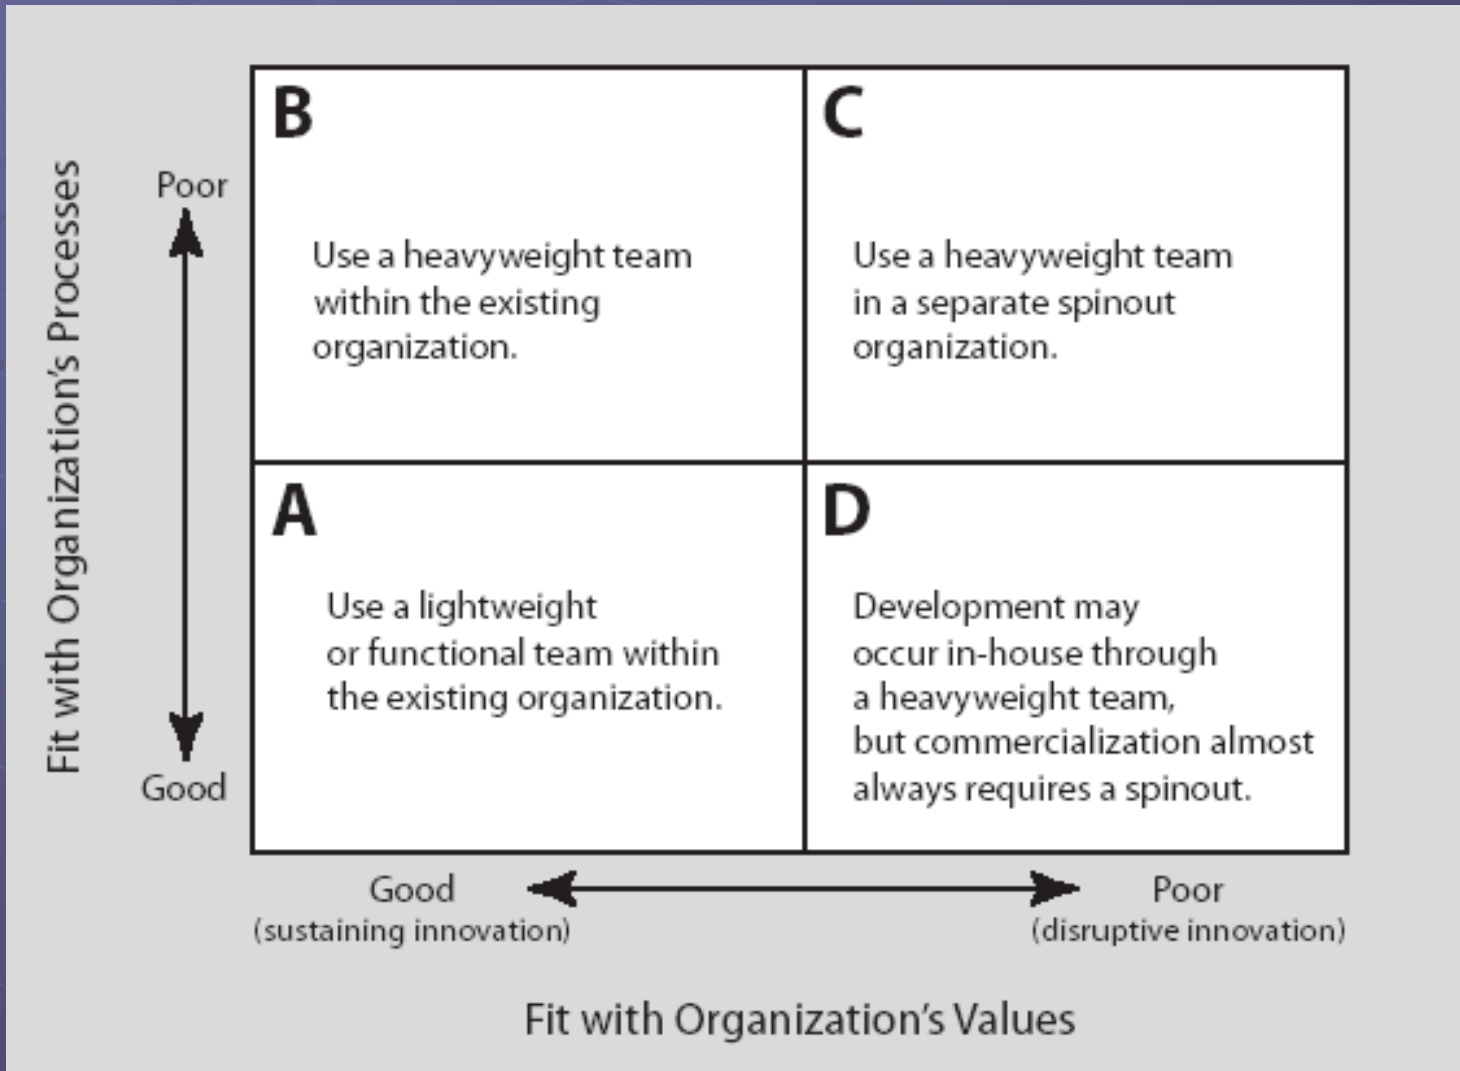 Fit with Organization's Processes
Poor
Good
B
Use a heavyweight team
within the existing
organization.
C
Use a heavyweight team
in a separate spinout
organization.
A
Use a lightweight
or functional team within
the existing organization.
D
Development may
occur in-house through
a heavyweight team,
but commercialization almost
always requires a spinout.
Good
(sustaining innovation)
Poor
(disruptive innovation)
Fit with Organization's Values